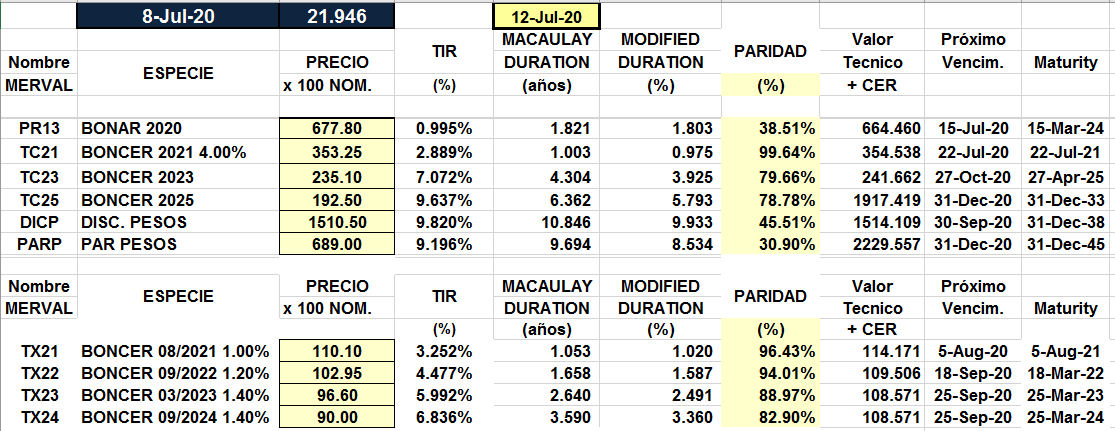 8-Jul-20 21.946 12-Jul-20
MACAULAY MODIFIED Valor Próximo
TIR PARIDAD
Nombre PRECIO DURATION DURATION Tecnico Vencim. Maturity
ESPECIE
MERVAL x 100 NOM. (%) (años) (%) (%) + CER
PR13 BONAR 2020 677.80 0.995% 1.821 1.803 38.51% 664.460 15-Jul-20 15-Mar-24
TC21 BONCER 2021 4.00% 353.25 2.889% 1.003 0.975 99.64% 354.538 22-Jul-20 22-Jul-21
TC23 BONCER 2023 235.10 7.072% 4.304 3.925 79.66% 241.662 27-Oct-20 27-Apr-25
TC25 BONCER 2025 192.50 9.637% 6.362 5.793 78.78% 1917.419 31-Dec-20 31-Dec-33
DICP DISC. PESOS 1510.50 9.820% 10.846 9.933 45.51% 1514.109 30-Sep-20 31-Dec-38
PARP PAR PESOS 689.00 9.196% 9.694 8.534 30.90% 2229.557 31-Dec-20 31-Dec-45
Nombre PRECIO MACAULAY MODIFIED Valor Próximo
ESPECIE TIR PARIDAD
MERVAL x 100 NOM. DURATION DURATION Tecnico Vencim. Maturity
(%) (años) (%) (%) + CER
TX21 BONCER 08/2021 1.00% 110.10 3.252% 1.053 1.020 96.43% 114.171 5-Aug-20 5-Aug-21
TX22 BONCER 09/2022 1.20% 102.95 4.477% 1.658 1.587 94.01% 109.506 18-Sep-20 18-Mar-22
TX23 BONCER 03/2023 1.40% 96.60 5.992% 2.640 2.491 88.97% 108.571 25-Sep-20 25-Mar-23
TX24 BONCER 09/2024 1.40% 90.00 6.836% 3.590 3.360 82.90% 108.571 25-Sep-20 25-Mar-24